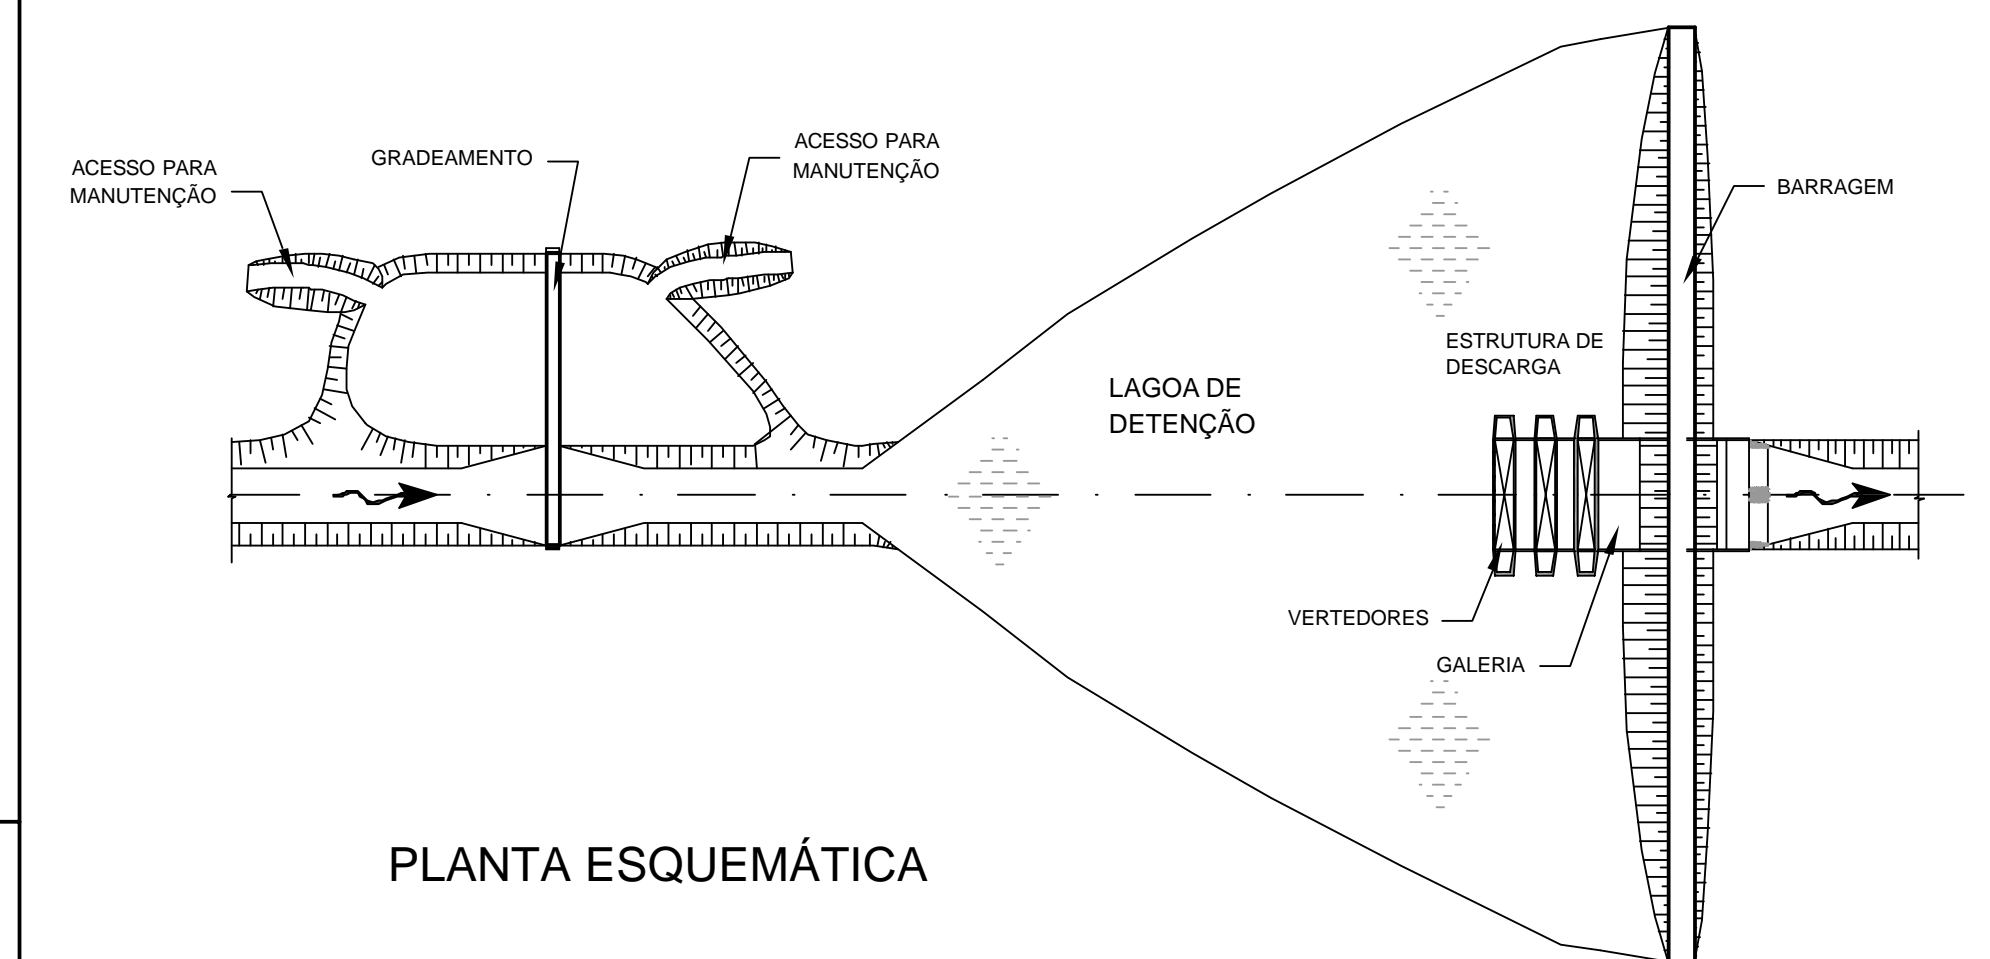 ACESSO PARA
MANUTENÇÃO
GRADEAMENTO
ACESSO PARA
MANUTENÇÃO
BARRAGEM
ESTRUTURA DE
DESCARGA
LAGOA DE
DETENÇÃO
VERTEDORES
GALERIA
PLANTA ESQUEMÁTICA